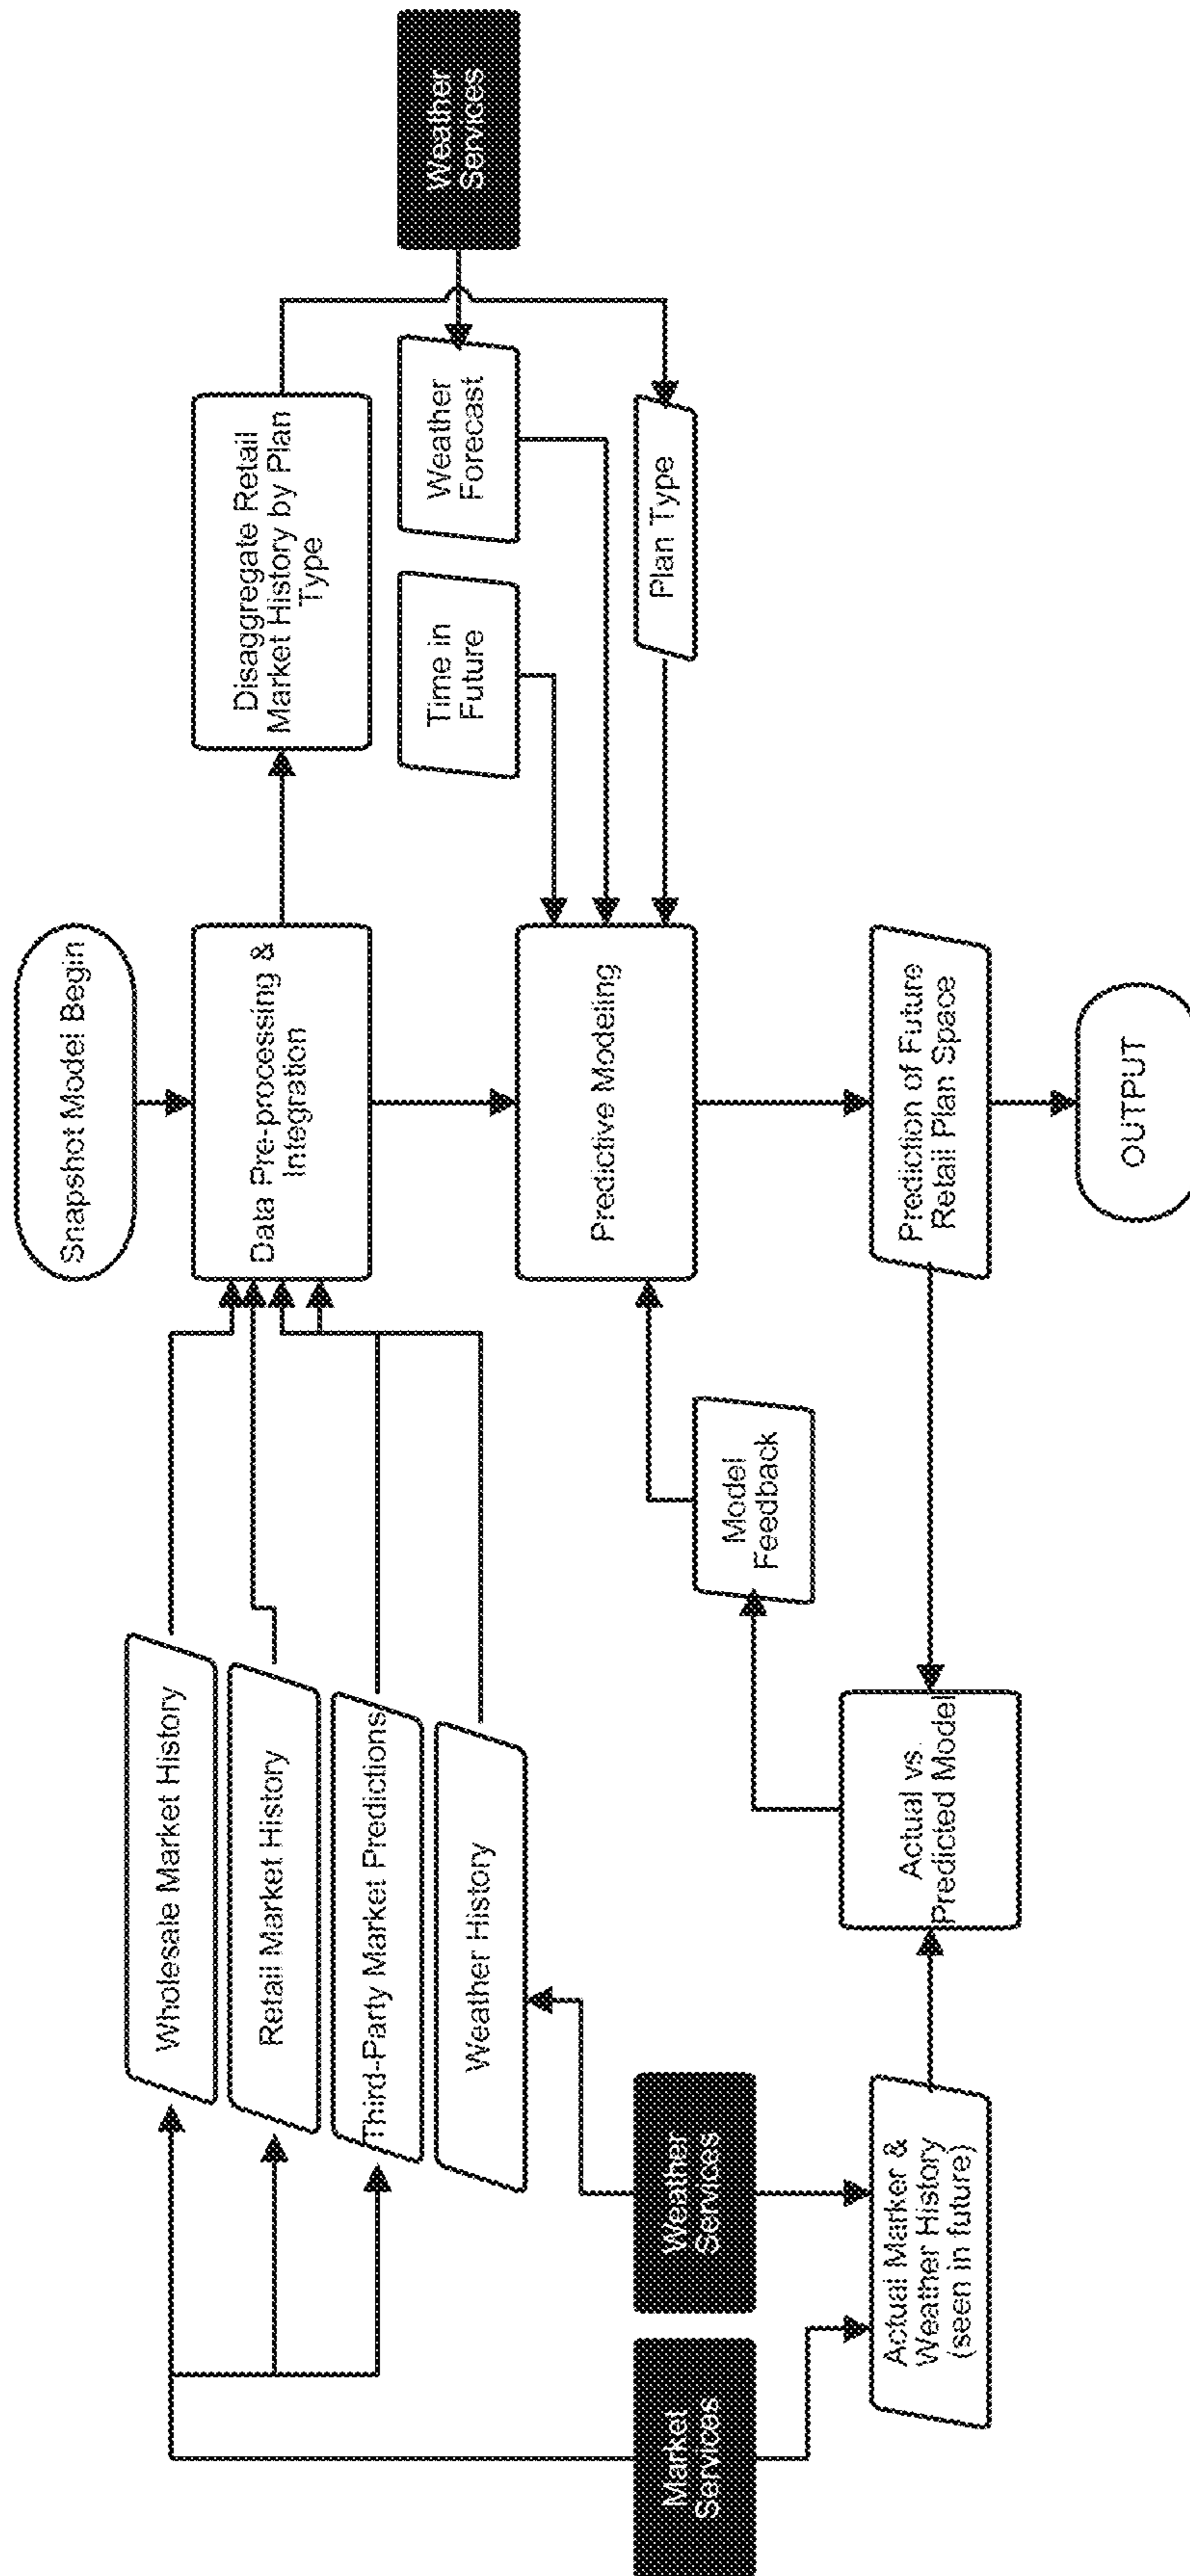 Snapshot Model Begin
Wholesale Market History
Retail Market History
Third-Party Market Predictions
Weather History
Data Pre-processing &
Integration
Disaggregate Retail
Market History by Plan
Type
Time in
Future
Weather
Forecast
Weather
Services
Plan Type
Predictive Modeling
Model
Feedback
Market
Services
Weather
Services
Actual Marker &
Weather History
(seen in future)
Actual vs.
Predicted Model
Prediction of Future
Retail Plan Space
OUTPUT